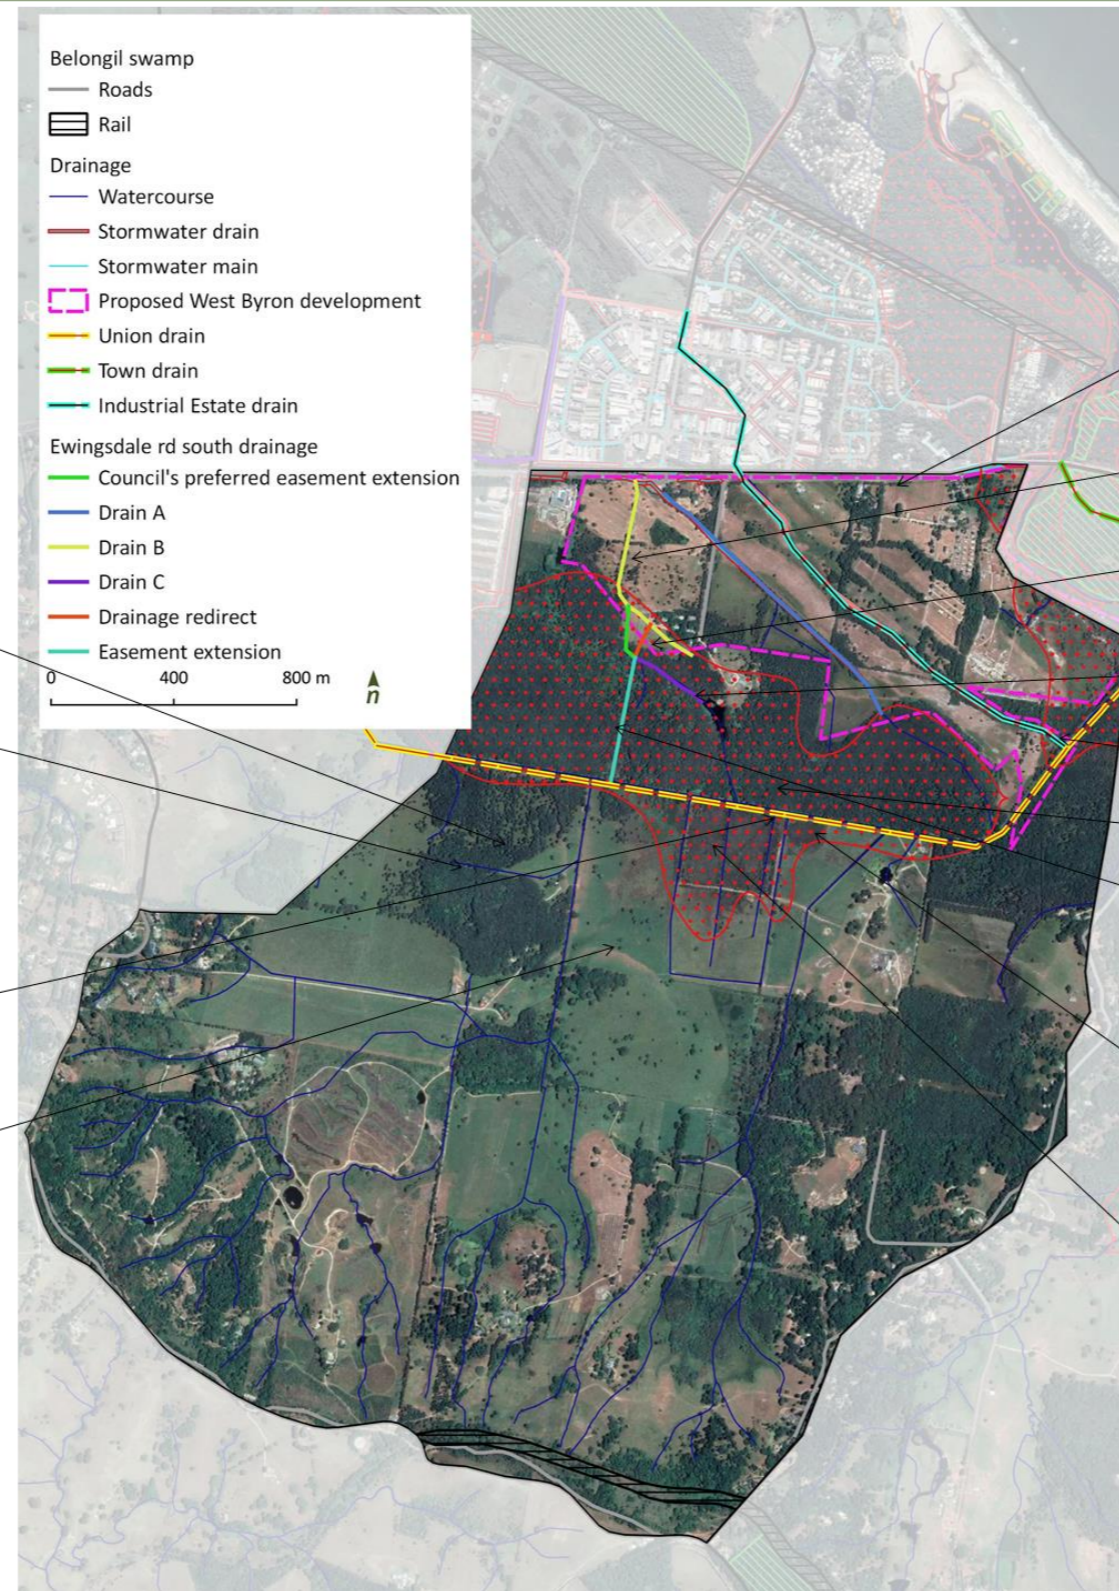 Belongil swamp
Roads
Rail
Drainage
Watercourse
Stormwater drain
Stormwater main
Proposed West Byron development
Union drain
Town drain
Industrial Estate drain
Ewingsdale rd south drainage
Council's preferred easement extension
Drain A
Drain B
Drain C
Drainage redirect
Easement extension
0 400 800 m
n